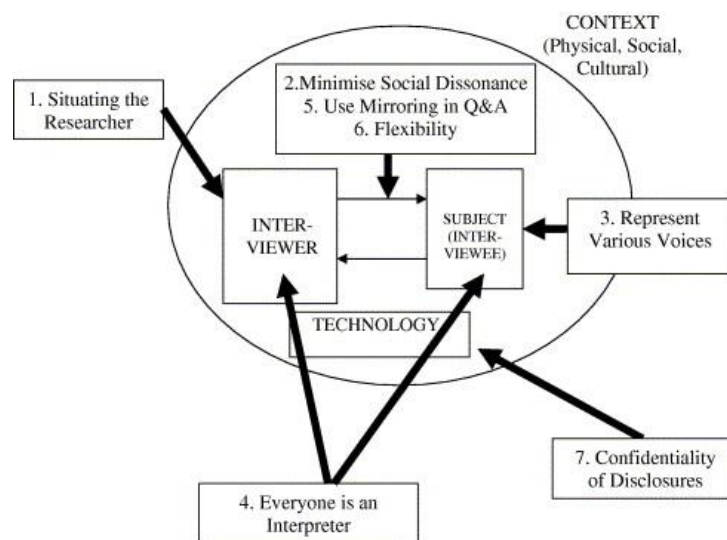 CONTEXT
(Physical, Social,
Cultural)
2.Minimise Social Dissonance
5. Use Mirroring in Q&A
6. Flexibility
1. Situating the
Researcher
INTER-
VIEWER
SUBJECT
(INTER-
VIEWEE)
3. Represent
Various Voices
TECHNOLOGY
7. Confidentiality
of Disclosures
4. Everyone is an
Interpreter